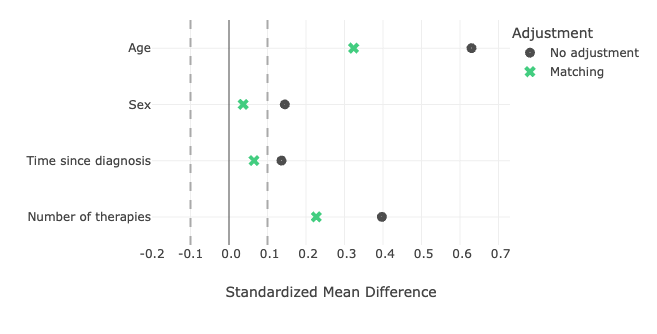 Adjustment
No adjustment
Matching
Age
Sex
Time since diagnosis
Number of therapies
-0.2 -0.1 0.0 0.1 0.2 0.3 0.4 0.5 0.6 0.7
Standardized Mean Difference